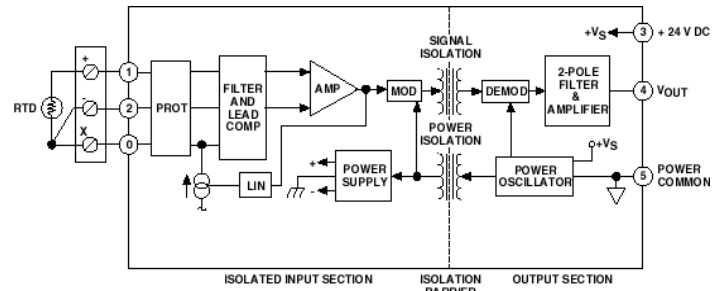 +VS
3
+ 24 V DC
SIGNAL
ISOLATION
RTD
+
-
X
1
2
0
PROT
FILTER
AND
LEAD
COMP
AMP
MOD
DEMOD
2-POLE
FILTER
&
AMPLIFIER
4
VOUT
POWER
ISOLATION
LIN
+
-
POWER
SUPPLY
POWER
OSCILLATOR
+VS
5
POWER
COMMON
ISOLATED INPUT SECTION
ISOLATION
BARRIER
OUTPUT SECTION